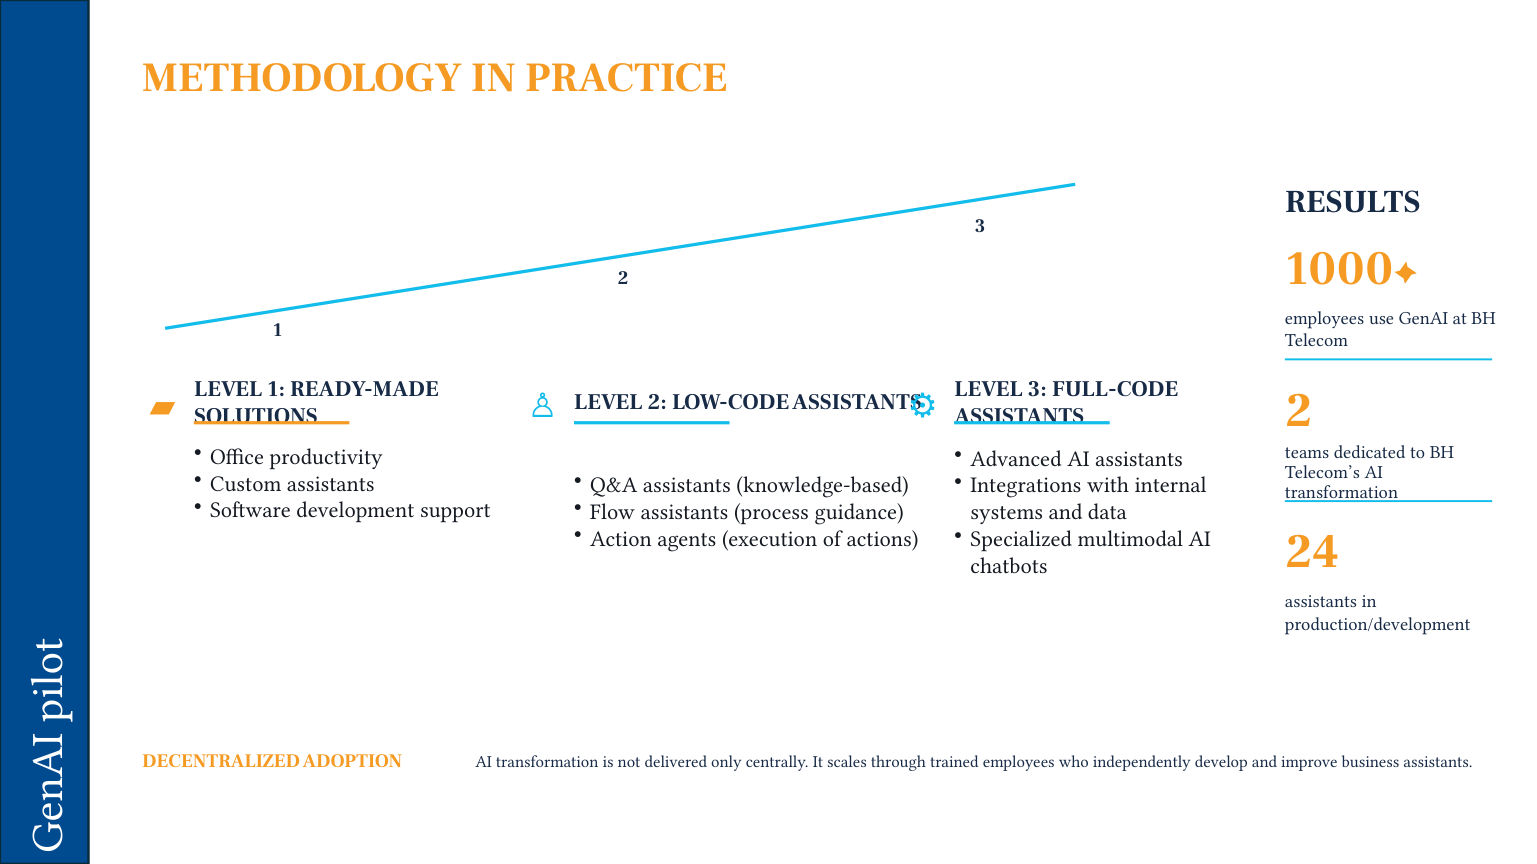 METHODOLOGY IN PRACTICE
1
2
3
LEVEL 1: READY-MADE
SOLUTIONS
• Office productivity
• Custom assistants
• Software development support
LEVEL 2: LOW-CODE ASSISTANTS
• Q&A assistants (knowledge-based)
• Flow assistants (process guidance)
• Action agents (execution of actions)
LEVEL 3: FULL-CODE
ASSISTANTS
• Advanced AI assistants
• Integrations with internal
systems and data
• Specialized multimodal AI
chatbots
RESULTS
1000✦
employees use GenAI at BH
Telecom
2
teams dedicated to BH
Telecom’s AI
transformation
24
assistants in
production/development
DECENTRALIZED ADOPTION
AI transformation is not delivered only centrally. It scales through trained employees who independently develop and improve business assistants.
GenAI pilot